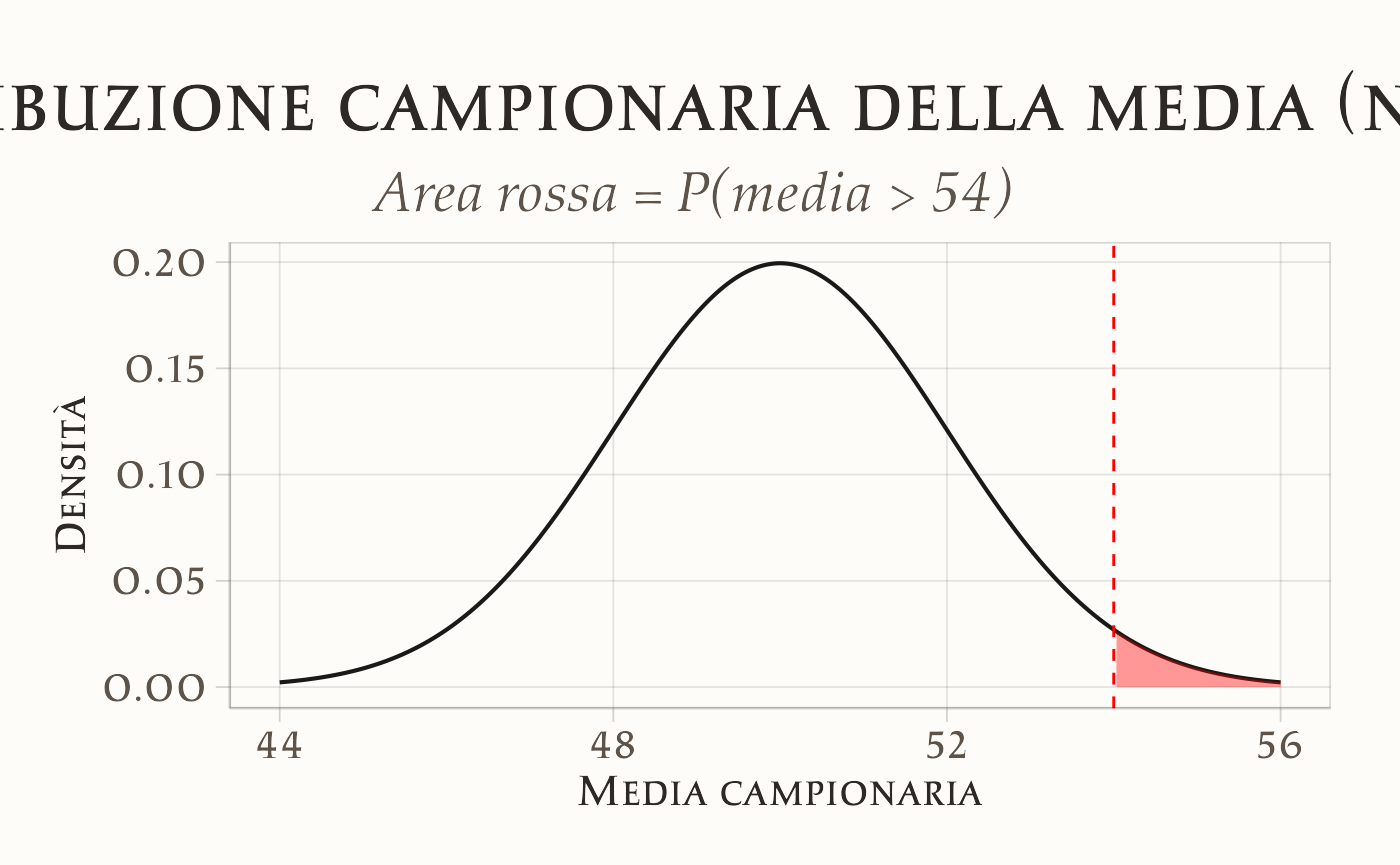 CAMPIONARIA DELLA MEDIA
Area rossa = P(media > 54)
0.20
0.15
0.10
0.05
0.00
Densità
44 48 52 56
Media campionaria